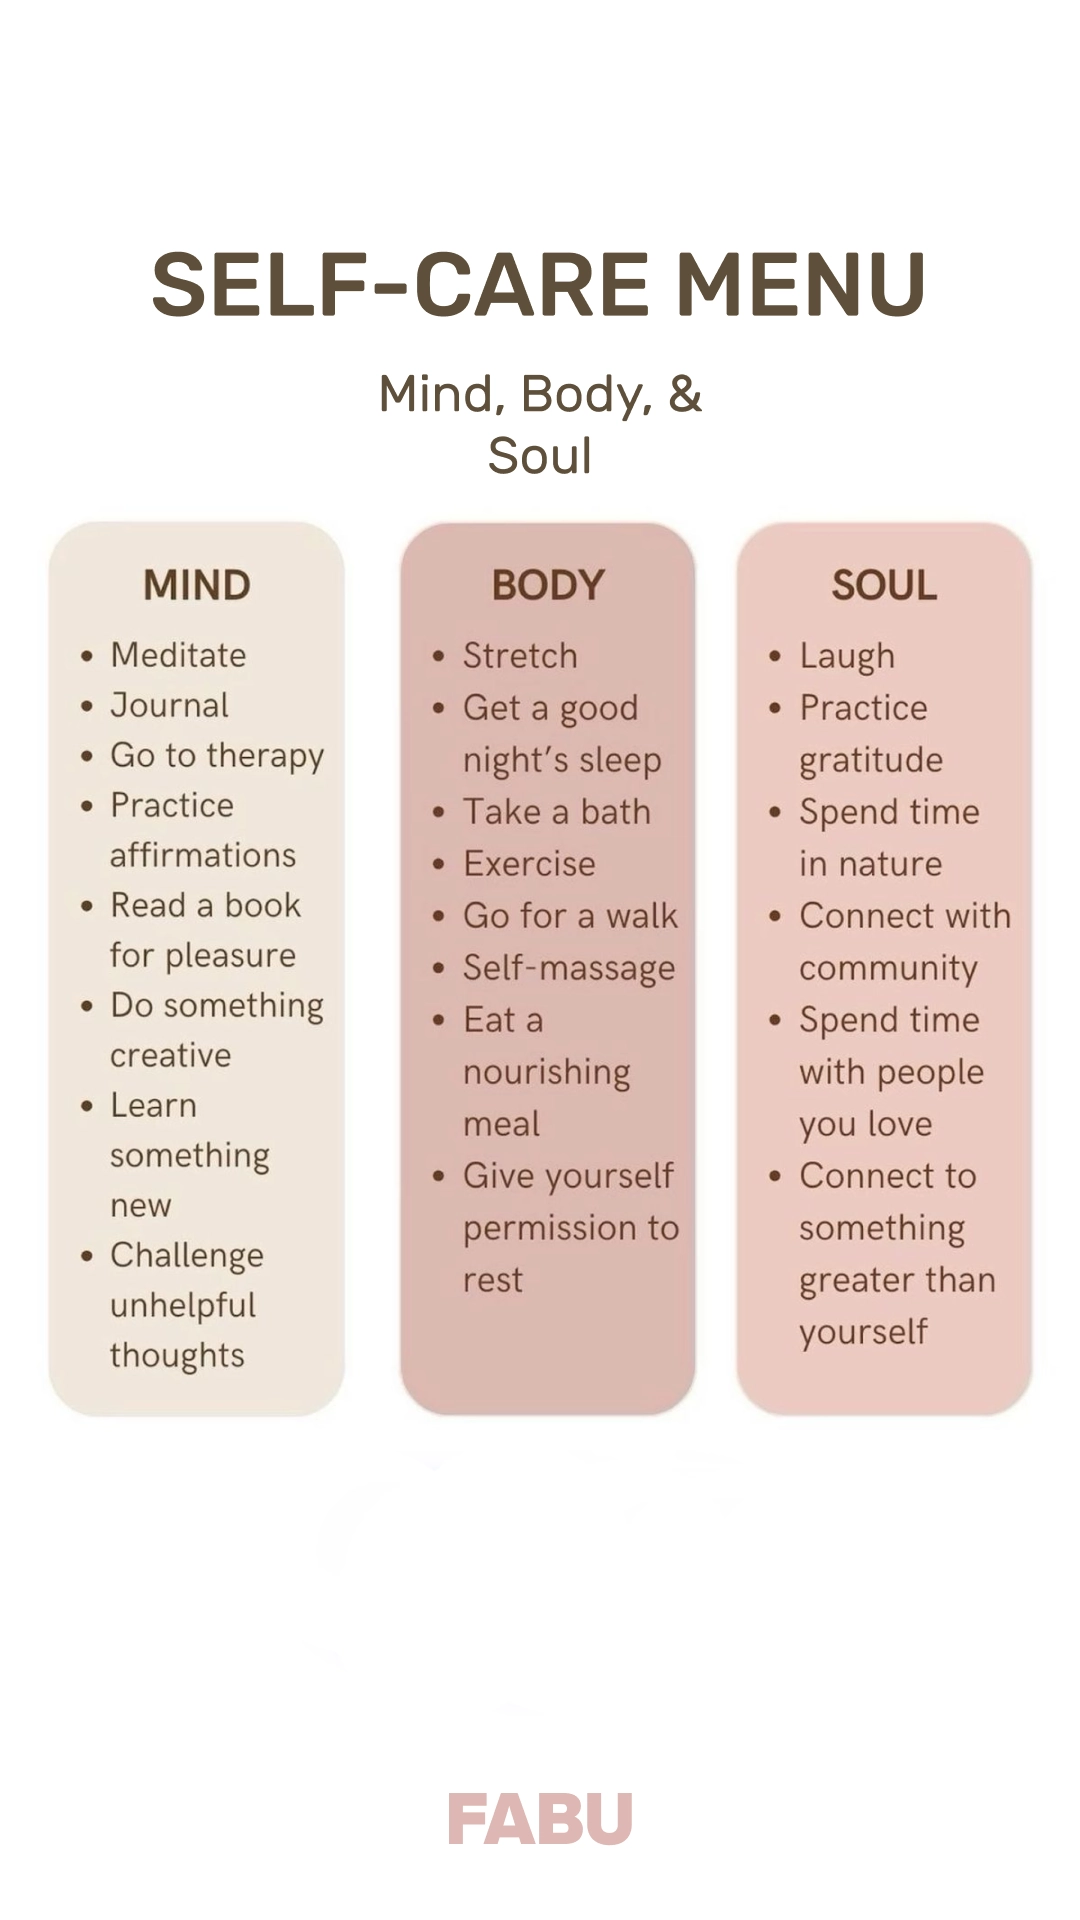 SELF-CARE MENU
Mind, Body, &
Soul
MIND
• Meditate
• Journal
• Go to therapy
• Practice
affirmations
• Read a book
for pleasure
• Do something
creative
• Learn
something
new
• Challenge
unhelpful
thoughts
BODY
• Stretch
• Get a good
night’s sleep
• Take a bath
• Exercise
• Go for a walk
• Self-massage
• Eat a
nourishing
meal
• Give yourself
permission to
rest
SOUL
• Laugh
• Practice
gratitude
• Spend time
in nature
• Connect with
community
• Spend time
with people
you love
• Connect to
something
greater than
yourself
FABU